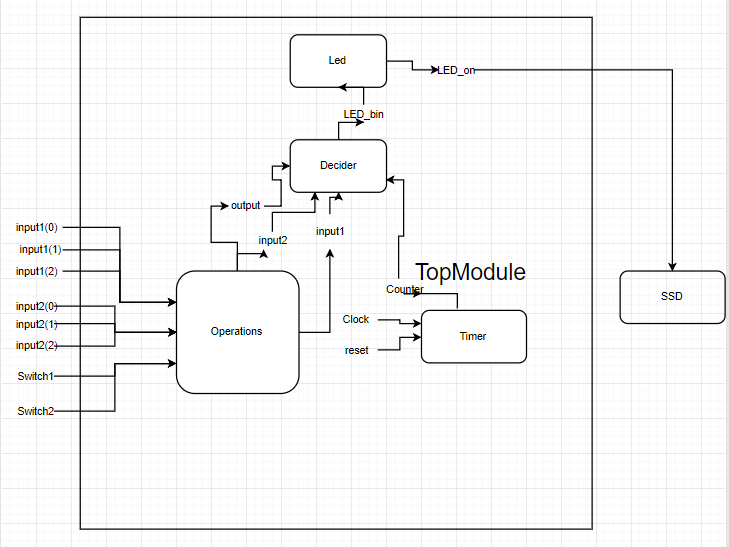 Led
LED_on
LED_bin
Decider
output
input1(0)
input2
input1
input1(1)
input1(2)
TopModule
Counter
SSD
input2(0)
Clock
input2(1)
Operations
Timer
input2(2)
reset
Switch1
Switch2